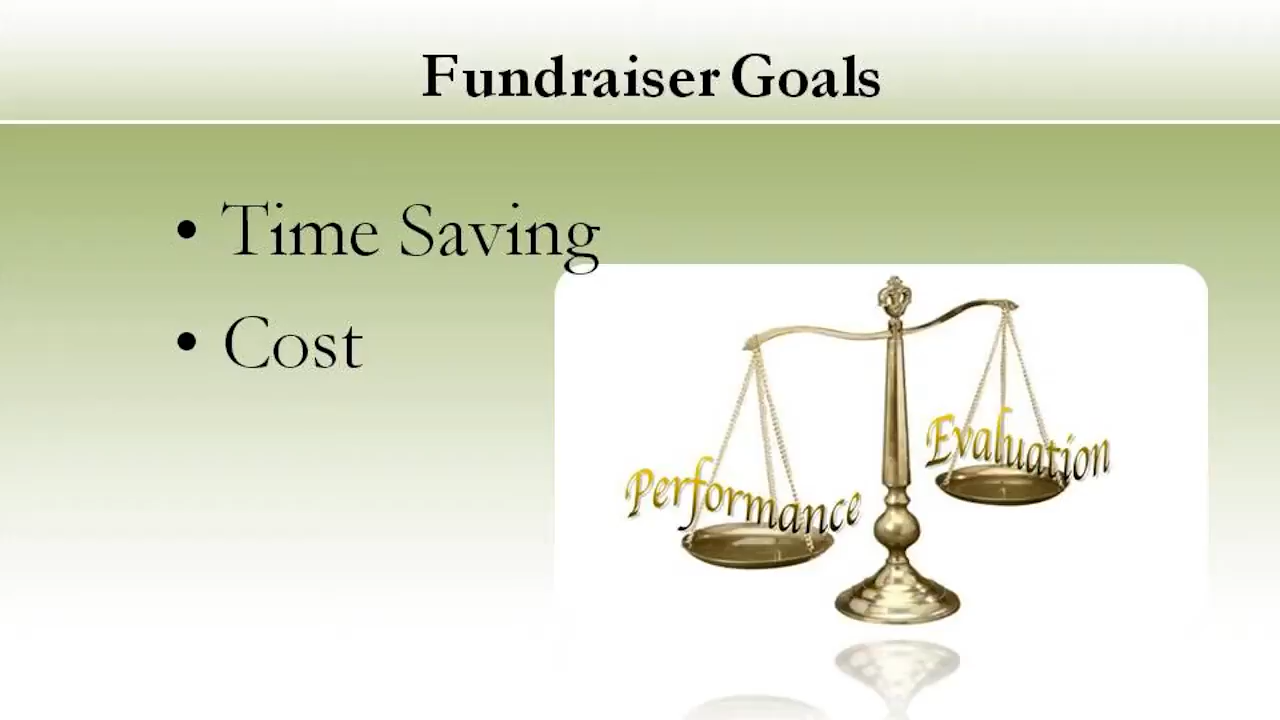 Fundraiser Goals
• Time Saving
• Cost
Performance
Evaluation